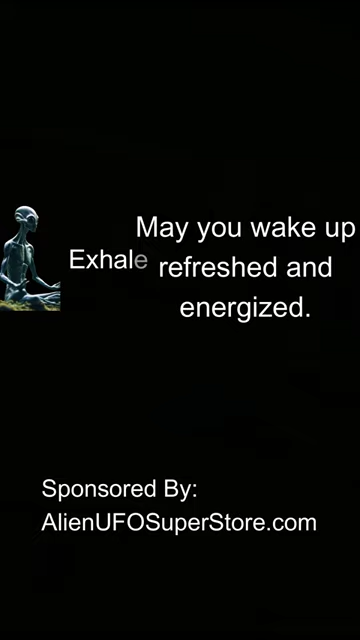 May you wake up
Exhale
refreshed and
energized.
Sponsored By:
AlienUFOSuperStore.com